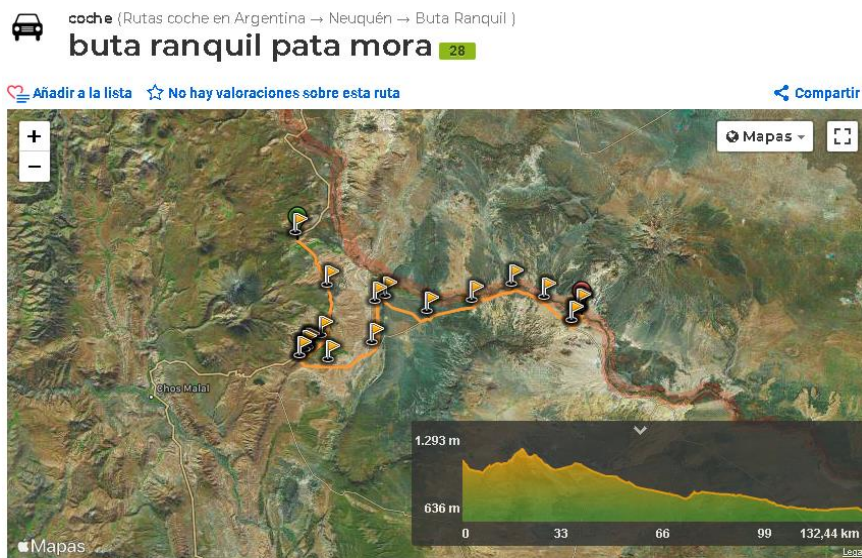 coche (Rutas coche en Argentina → Neuquén → Buta Ranquil )
buta ranquil pata mora 28
Añadir a la lista No hay valoraciones sobre esta ruta Compartir
+
−
Mapas
Chos Malal
1.293 m
636 m
0 33 66 99 132,44 km
Mapas
Legal